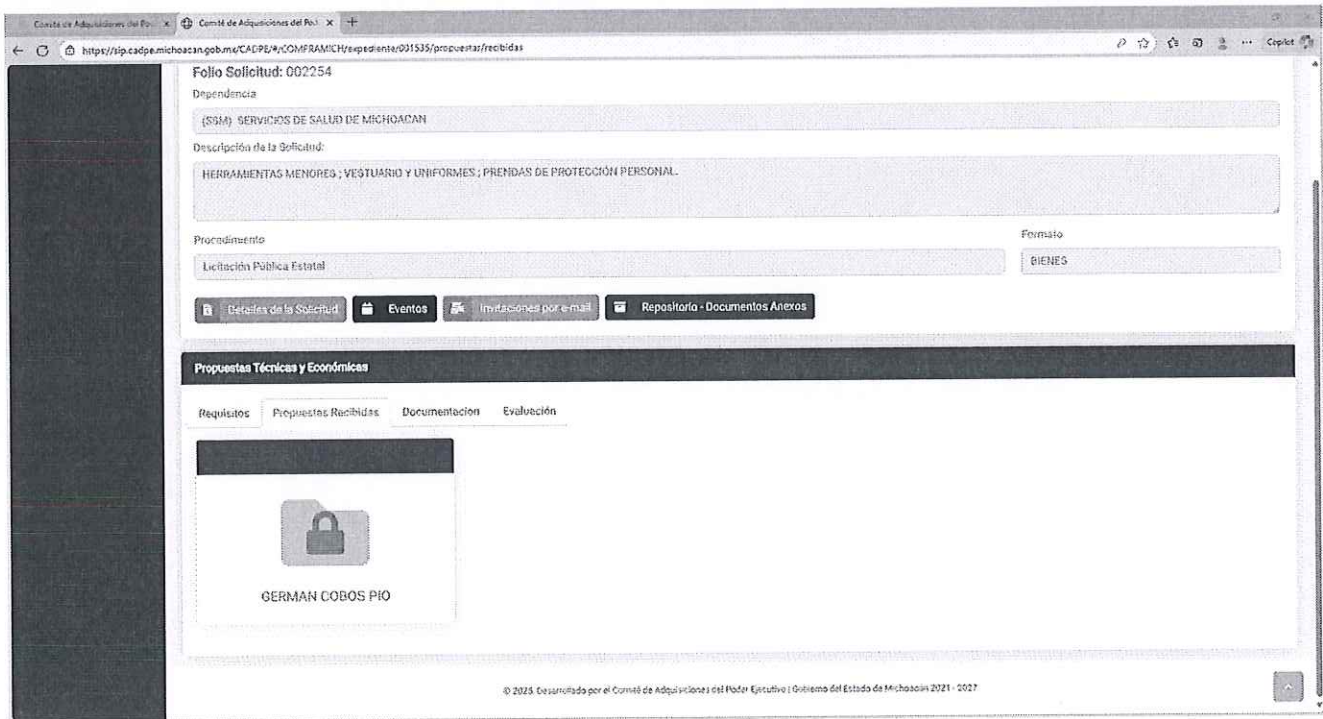 Comité de Adquisiciones del Po
Comité de Adquisiciones del Po
https://sip.cadpe.michoacan.gob.mx/CADPE/#/COMFRAMICH/expediente/001535/propuestas/recibidas
Copilot
Folio Solicitud: 002254
Dependencia
(SSM) SERVICIOS DE SALUD DE MICHOACAN
Descripción de la Solicitud:
HERRAMIENTAS MENORES ; VESTUARIO Y UNIFORMES ; PRENDAS DE PROTECCIÓN PERSONAL.
Procedimiento
Formato
Licitación Pública Estatal
BIENES
Detalles de la Solicitud
Eventos
Invitaciones por e-mail
Repositorio - Documentos Anexos
Propuestas Técnicas y Económicas
Requisitos
Propuestas Recibidas
Documentacion
Evaluación
GERMAN COBOS PIO
© 2025. Desarrollado por el Comité de Adquisiciones del Poder Ejecutivo | Gobierno del Estado de Michoacán 2021 - 2027